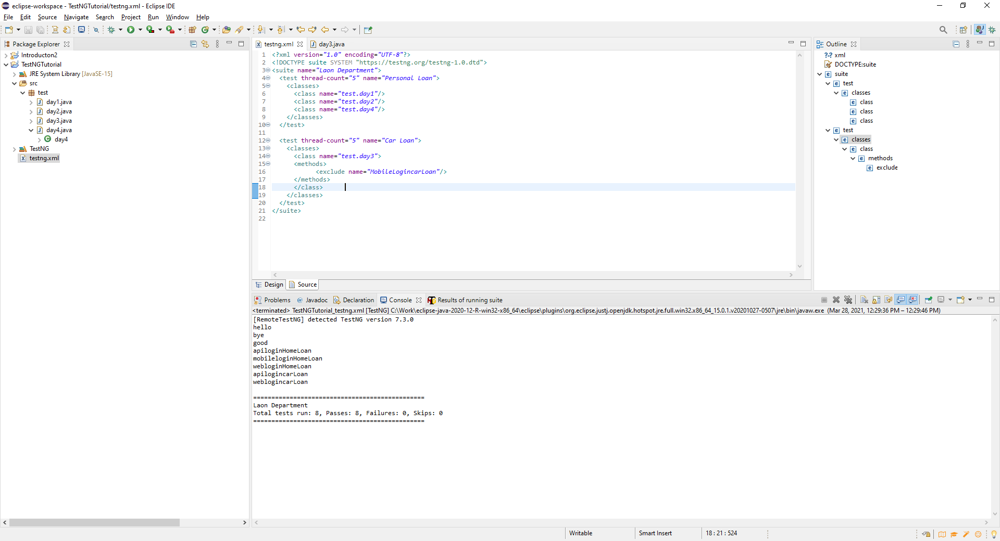 eclipse-workspace - TestNGTutorial/testng.xml - Eclipse IDE
File Edit Source Navigate Search Project Run Window Help
Package Explorer
Introducton2
TestNGTutorial
JRE System Library [JavaSE-15]
src
test
day1.java
day2.java
day3.java
day4.java
day4
TestNG
testng.xml
testng.xml day3.java
1 <?xml version="1.0" encoding="UTF-8"?>
2 <!DOCTYPE suite SYSTEM "https://testng.org/testng-1.0.dtd">
3 <suite name="Laon Department">
4 <test thread-count="5" name="Personal Loan">
5 <classes>
6 <class name="test.day1"/>
7 <class name="test.day2"/>
8 <class name="test.day4"/>
9 </classes>
10 </test>
11
12 <test thread-count="5" name="Car Loan">
13 <classes>
14 <class name="test.day3">
15 <methods>
16 <exclude name="MobileLogincarLoan"/>
17 </methods>
18 </class>
19 </classes>
20 </test>
21 </suite>
22
Design Source
Outline
?-? xml
DOCTYPE:suite
e suite
e test
e classes
e class
e class
e class
e test
e classes
e class
e methods
e exclude
Problems @ Javadoc Declaration Console Results of running suite
<terminated> TestNGTutorial_testng.xml [TestNG] C:\Work\eclipse-java-2020-12-R-win32-x86_64\eclipse\plugins\org.eclipse.justj.openjdk.hotspot.jre.full.win32.x86_64_15.0.1.v20201027-0507\jre\bin\javaw.exe (Mar 28, 2021, 12:29:36 PM – 12:29:46 PM)
[RemoteTestNG] detected TestNG version 7.3.0
hello
bye
good
apiloginHomeLoan
mobileloginHomeLoan
webloginHomeLoan
apilogincarLoan
weblogincarLoan
===============================================
Laon Department
Total tests run: 8, Passes: 8, Failures: 0, Skips: 0
===============================================
Writable Smart Insert 18 : 21 : 524